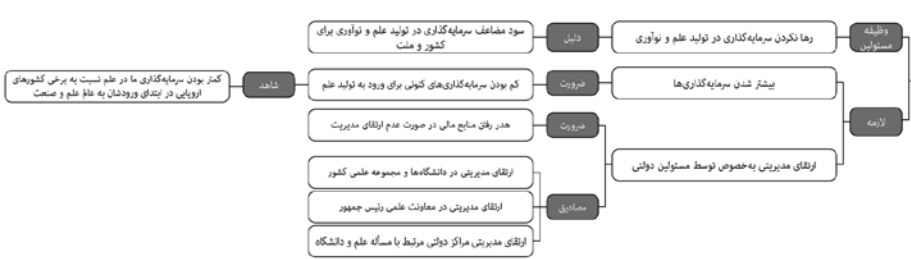 وظیفه
مسئولین
رها نکردن سرمایه‌گذاری در تولید علم و نوآوری
دلیل
سود مضاعف سرمایه‌گذاری در تولید علم و نوآوری برای
کشور و ملت
لازمه
بیشتر شدن سرمایه‌گذاری‌ها
ضرورت
کم بودن سرمایه‌گذاری‌های کنونی برای ورود به تولید علم
شاهد
کمتر بودن سرمایه‌گذاری ما در علم نسبت به برخی کشورهای
اروپایی در ابتدای ورودشان به عالم علم و صنعت
ارتقای مدیریتی به‌خصوص توسط مسئولین دولتی
ضرورت
هدر رفتن منابع مالی در صورت عدم ارتقای مدیریت
مصادیق
ارتقای مدیریتی در دانشگاه‌ها و مجموعه علمی کشور
ارتقای مدیریتی در معاونت علمی رئیس جمهور
ارتقای مدیریتی مراکز دولتی مرتبط با مسأله علم و دانشگاه